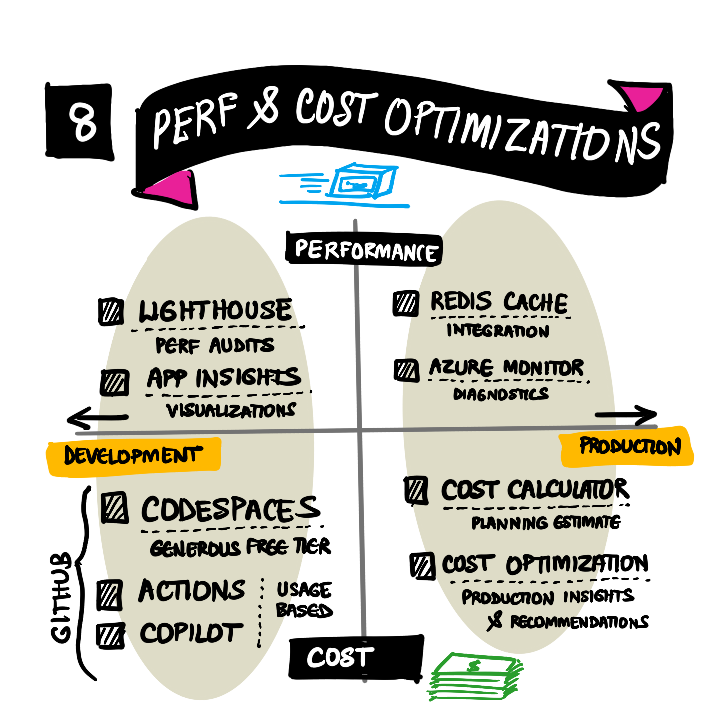 8
PERF & COST OPTIMIZATIONS
PERFORMANCE
LIGHTHOUSE
PERF AUDITS
APP INSIGHTS
VISUALIZATIONS
REDIS CACHE
INTEGRATION
AZURE MONITOR
DIAGNOSTICS
DEVELOPMENT
PRODUCTION
GITHUB
CODESPACES
GENEROUS FREE TIER
ACTIONS
COPILOT
USAGE
BASED
COST CALCULATOR
PLANNING ESTIMATE
COST OPTIMIZATION
PRODUCTION INSIGHTS
& RECOMMENDATIONS
COST
$